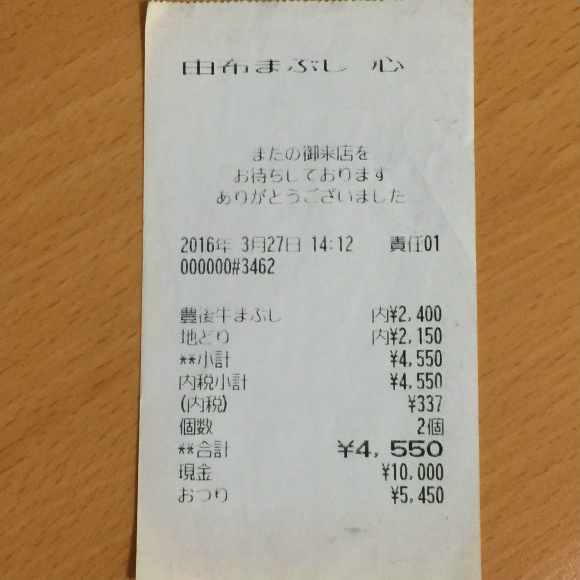 由布まぶし 心
またの御来店を
お待ちしております
ありがとうございました
2016年 3月27日 14:12 責任01
000000#3462
豊後牛まぶし 内¥2,400
地どり 内¥2,150
**小計 ¥4,550
内税小計 ¥4,550
(内税) ¥337
個数 2個
**合計 ¥4,550
現金 ¥10,000
おつり ¥5,450